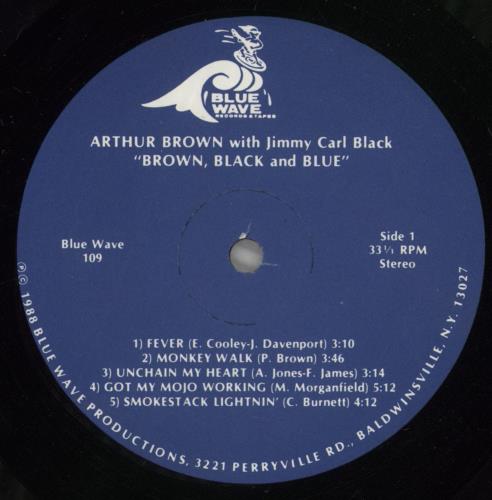 BLUE
WAVE
RECORDS & TAPES
ARTHUR BROWN with Jimmy Carl Black
"BROWN, BLACK and BLUE"
Blue Wave
109
Side 1
33⅓ RPM
Stereo
1) FEVER (E. Cooley-J. Davenport) 3:10
2) MONKEY WALK (P. Brown) 3:46
3) UNCHAIN MY HEART (A. Jones-F. James) 3:14
4) GOT MY MOJO WORKING (M. Morganfield) 5:12
5) SMOKESTACK LIGHTNIN' (C. Burnett) 4:12
℗© 1988 BLUE WAVE PRODUCTIONS, 3221 PERRYVILLE RD., BALDWINSVILLE, N.Y. 13027